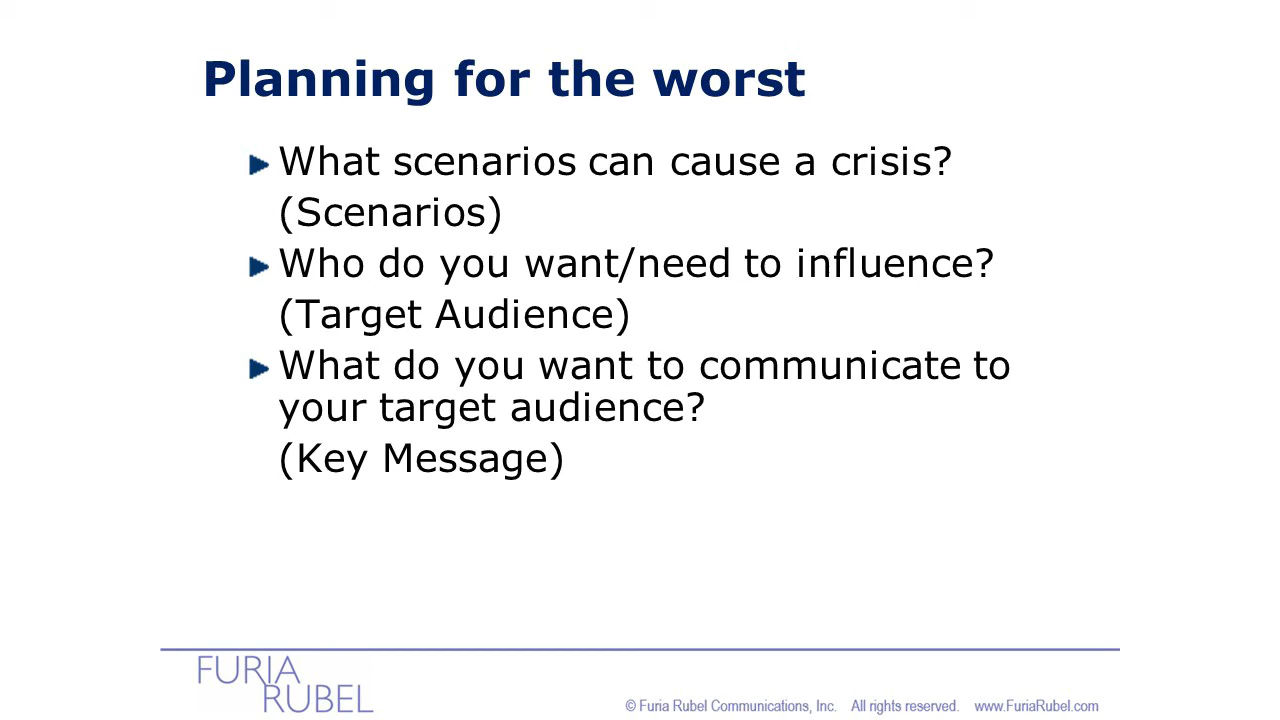 Planning for the worst
What scenarios can cause a crisis?
(Scenarios)
Who do you want/need to influence?
(Target Audience)
What do you want to communicate to
your target audience?
(Key Message)
FURIA
RUBEL
© Furia Rubel Communications, Inc. All rights reserved. www.FuriaRubel.com